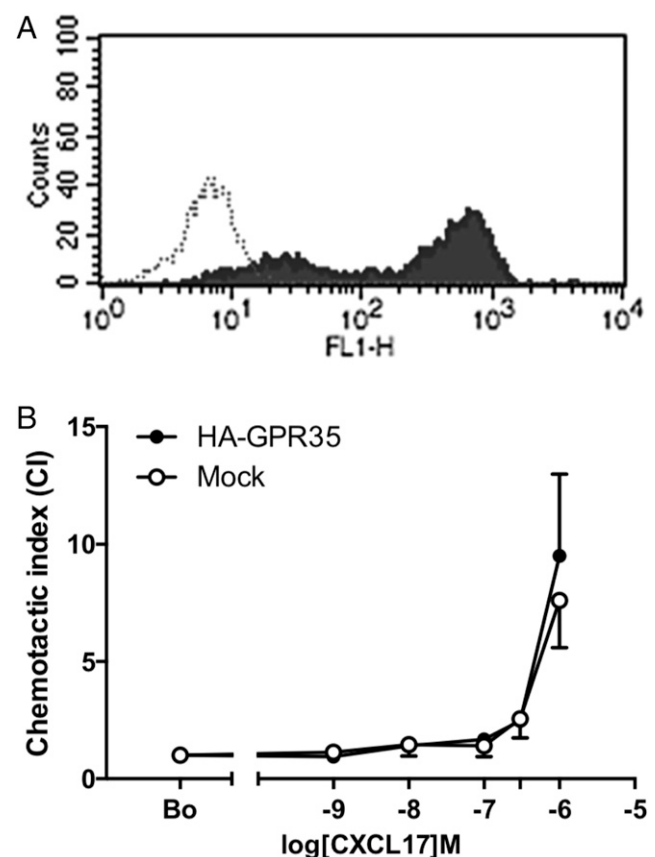 A
100
80
60
40
20
0
Counts
10^0 10^1 10^2 10^3 10^4
FL1-H
B
HA-GPR35
Mock
15
10
5
0
Chemotactic index (CI)
Bo -9 -8 -7 -6 -5
log[CXCL17]M